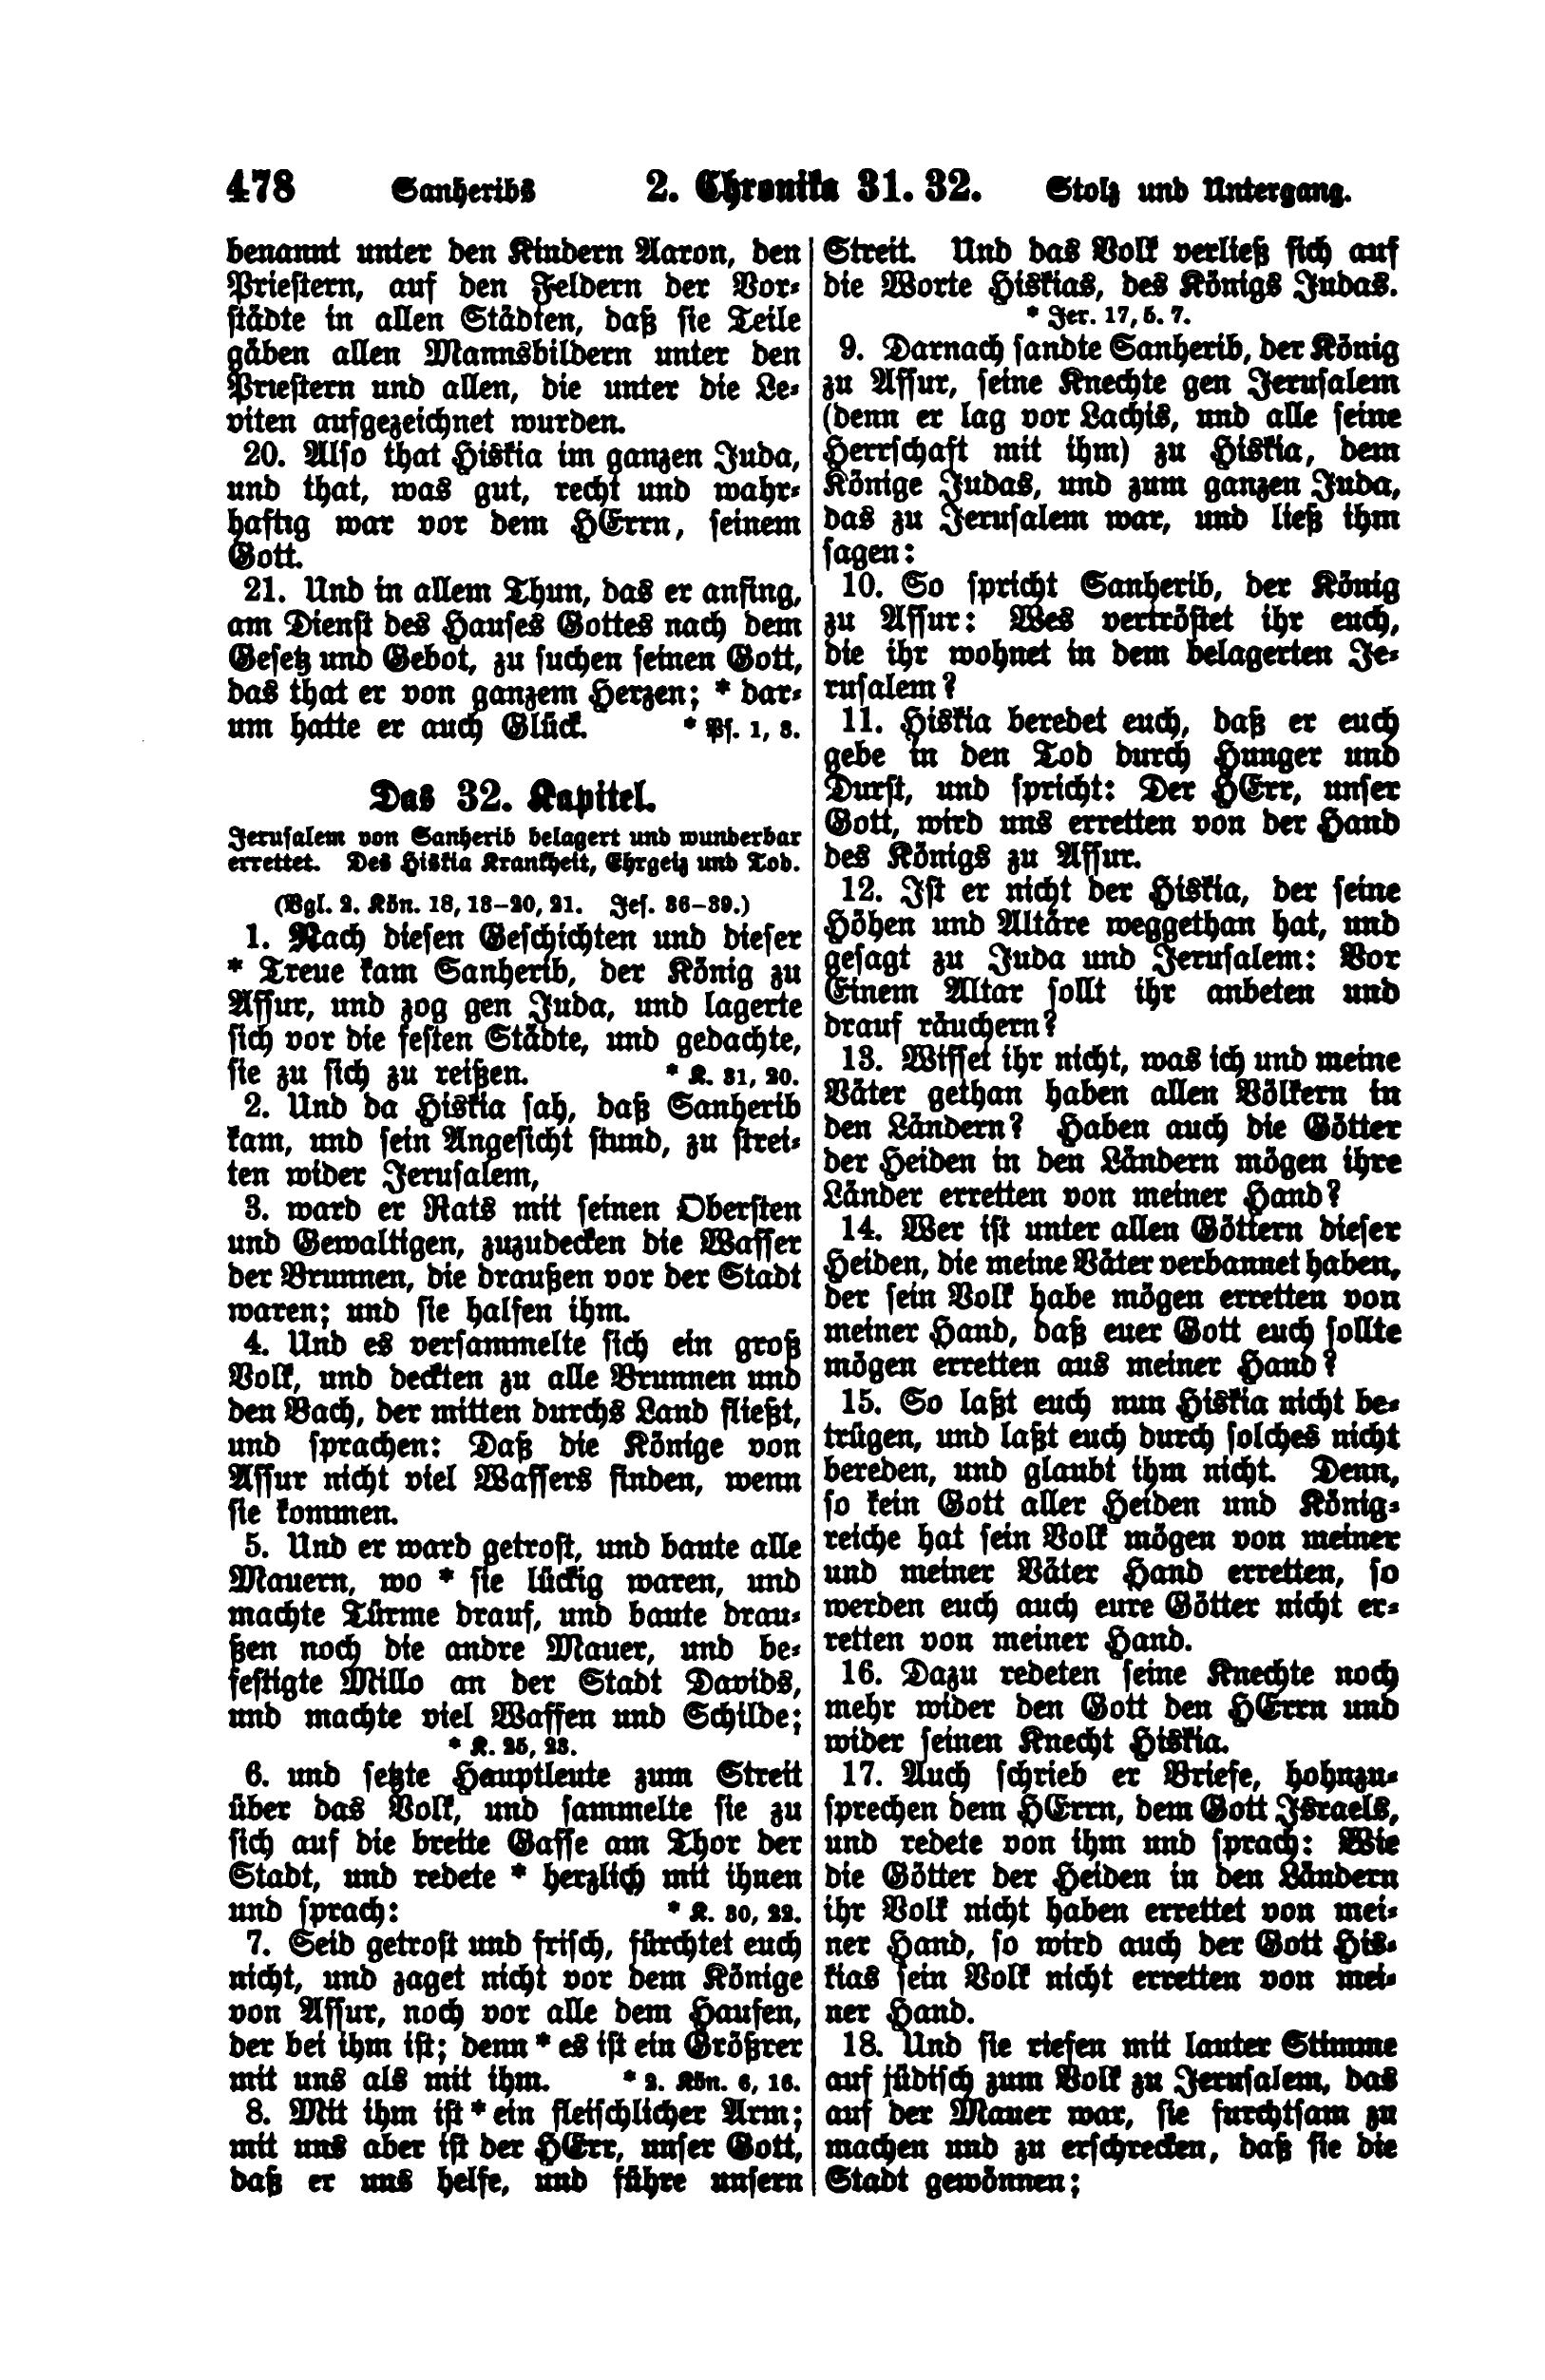 478 Sanheribs 2. Chronika 31. 32. Stolz und Untergang.
benannt unter den Kindern Aaron, den
Priestern, auf den Feldern der Vor-
städte in allen Städten, daß sie Teile
gäben allen Mannsbildern unter den
Priestern und allen, die unter die Le-
viten aufgezeichnet wurden.
20. Also that Hiskia im ganzen Juda,
und that, was gut, recht und wahr-
haftig war vor dem HErrn, seinem
Gott.
21. Und in allem Thun, das er anfing,
am Dienst des Hauses Gottes nach dem
Gesetz und Gebot, zu suchen seinen Gott,
das that er von ganzem Herzen; * dar-
um hatte er auch Glück. * Ps. 1, 3.
Das 32. Kapitel.
Jerusalem von Sanherib belagert und wunderbar
errettet. Des Hiskia Krankheit, Ehrgeiz und Tod.
(Vgl. 2. Kön. 18, 13-20, 21. Jes. 36-39.)
1. Nach diesen Geschichten und dieser
* Treue kam Sanherib, der König zu
Assur, und zog gen Juda, und lagerte
sich vor die festen Städte, und gedachte,
sie zu sich zu reißen. * K. 31, 20.
2. Und da Hiskia sah, daß Sanherib
kam, und sein Angesicht stund, zu strei-
ten wider Jerusalem,
3. ward er Rats mit seinen Obersten
und Gewaltigen, zuzudecken die Wasser
der Brunnen, die draußen vor der Stadt
waren; und sie halfen ihm.
4. Und es versammelte sich ein groß
Volk, und deckten zu alle Brunnen und
den Bach, der mitten durchs Land fließt,
und sprachen: Daß die Könige von
Assur nicht viel Wassers finden, wenn
sie kommen.
5. Und er ward getrost, und baute alle
Mauern, wo * sie lückig waren, und
machte Türme drauf, und baute drau-
ßen noch die andre Mauer, und be-
festigte Millo an der Stadt Davids,
und machte viel Waffen und Schilde;
* K. 25, 23.
6. und setzte Hauptleute zum Streit
über das Volk, und sammelte sie zu
sich auf die breite Gasse am Thor der
Stadt, und redete * herzlich mit ihnen
und sprach: * K. 30, 22.
7. Seid getrost und frisch, fürchtet euch
nicht, und zaget nicht vor dem Könige
von Assur, noch vor alle dem Haufen,
der bei ihm ist; denn * es ist ein Größrer
mit uns als mit ihm. * 2. Kön. 6, 16.
8. Mit ihm ist * ein fleischlicher Arm;
mit uns aber ist der HErr, unser Gott,
daß er uns helfe, und führe unsern
Streit. Und das Volk verließ sich auf
die Worte Hiskias, des Königs Judas.
* Jer. 17, 5. 7.
9. Darnach sandte Sanherib, der König
zu Assur, seine Knechte gen Jerusalem
(denn er lag vor Lachis, und alle seine
Herrschaft mit ihm) zu Hiskia, dem
Könige Judas, und zum ganzen Juda,
das zu Jerusalem war, und ließ ihm
sagen:
10. So spricht Sanherib, der König
zu Assur: Wes vertröstet ihr euch,
die ihr wohnet in dem belagerten Je-
rusalem?
11. Hiskia beredet euch, daß er euch
gebe in den Tod durch Hunger und
Durst, und spricht: Der HErr, unser
Gott, wird uns erretten von der Hand
des Königs zu Assur.
12. Ist er nicht der Hiskia, der seine
Höhen und Altäre weggethan hat, und
gesagt zu Juda und Jerusalem: Vor
Einem Altar sollt ihr anbeten und
drauf räuchern?
13. Wisset ihr nicht, was ich und meine
Väter gethan haben allen Völkern in
den Ländern? Haben auch die Götter
der Heiden in den Ländern mögen ihre
Länder erretten von meiner Hand?
14. Wer ist unter allen Göttern dieser
Heiden, die meine Väter verbannet haben,
der sein Volk habe mögen erretten von
meiner Hand, daß euer Gott euch sollte
mögen erretten aus meiner Hand?
15. So laßt euch nun Hiskia nicht be-
trügen, und laßt euch durch solches nicht
bereden, und glaubt ihm nicht. Denn,
so kein Gott aller Heiden und König-
reiche hat sein Volk mögen von meiner
und meiner Väter Hand erretten, so
werden euch auch eure Götter nicht er-
retten von meiner Hand.
16. Dazu redeten seine Knechte noch
mehr wider den Gott den HErrn und
wider seinen Knecht Hiskia.
17. Auch schrieb er Briefe, hohnzu-
sprechen dem HErrn, dem Gott Israels,
und redete von ihm und sprach: Wie
die Götter der Heiden in den Ländern
ihr Volk nicht haben errettet von mei-
ner Hand, so wird auch der Gott His-
kias sein Volk nicht erretten von mei-
ner Hand.
18. Und sie riefen mit lauter Stimme
auf jüdisch zum Volk zu Jerusalem, das
auf der Mauer war, sie furchtsam zu
machen und zu erschrecken, daß sie die
Stadt gewönnen;